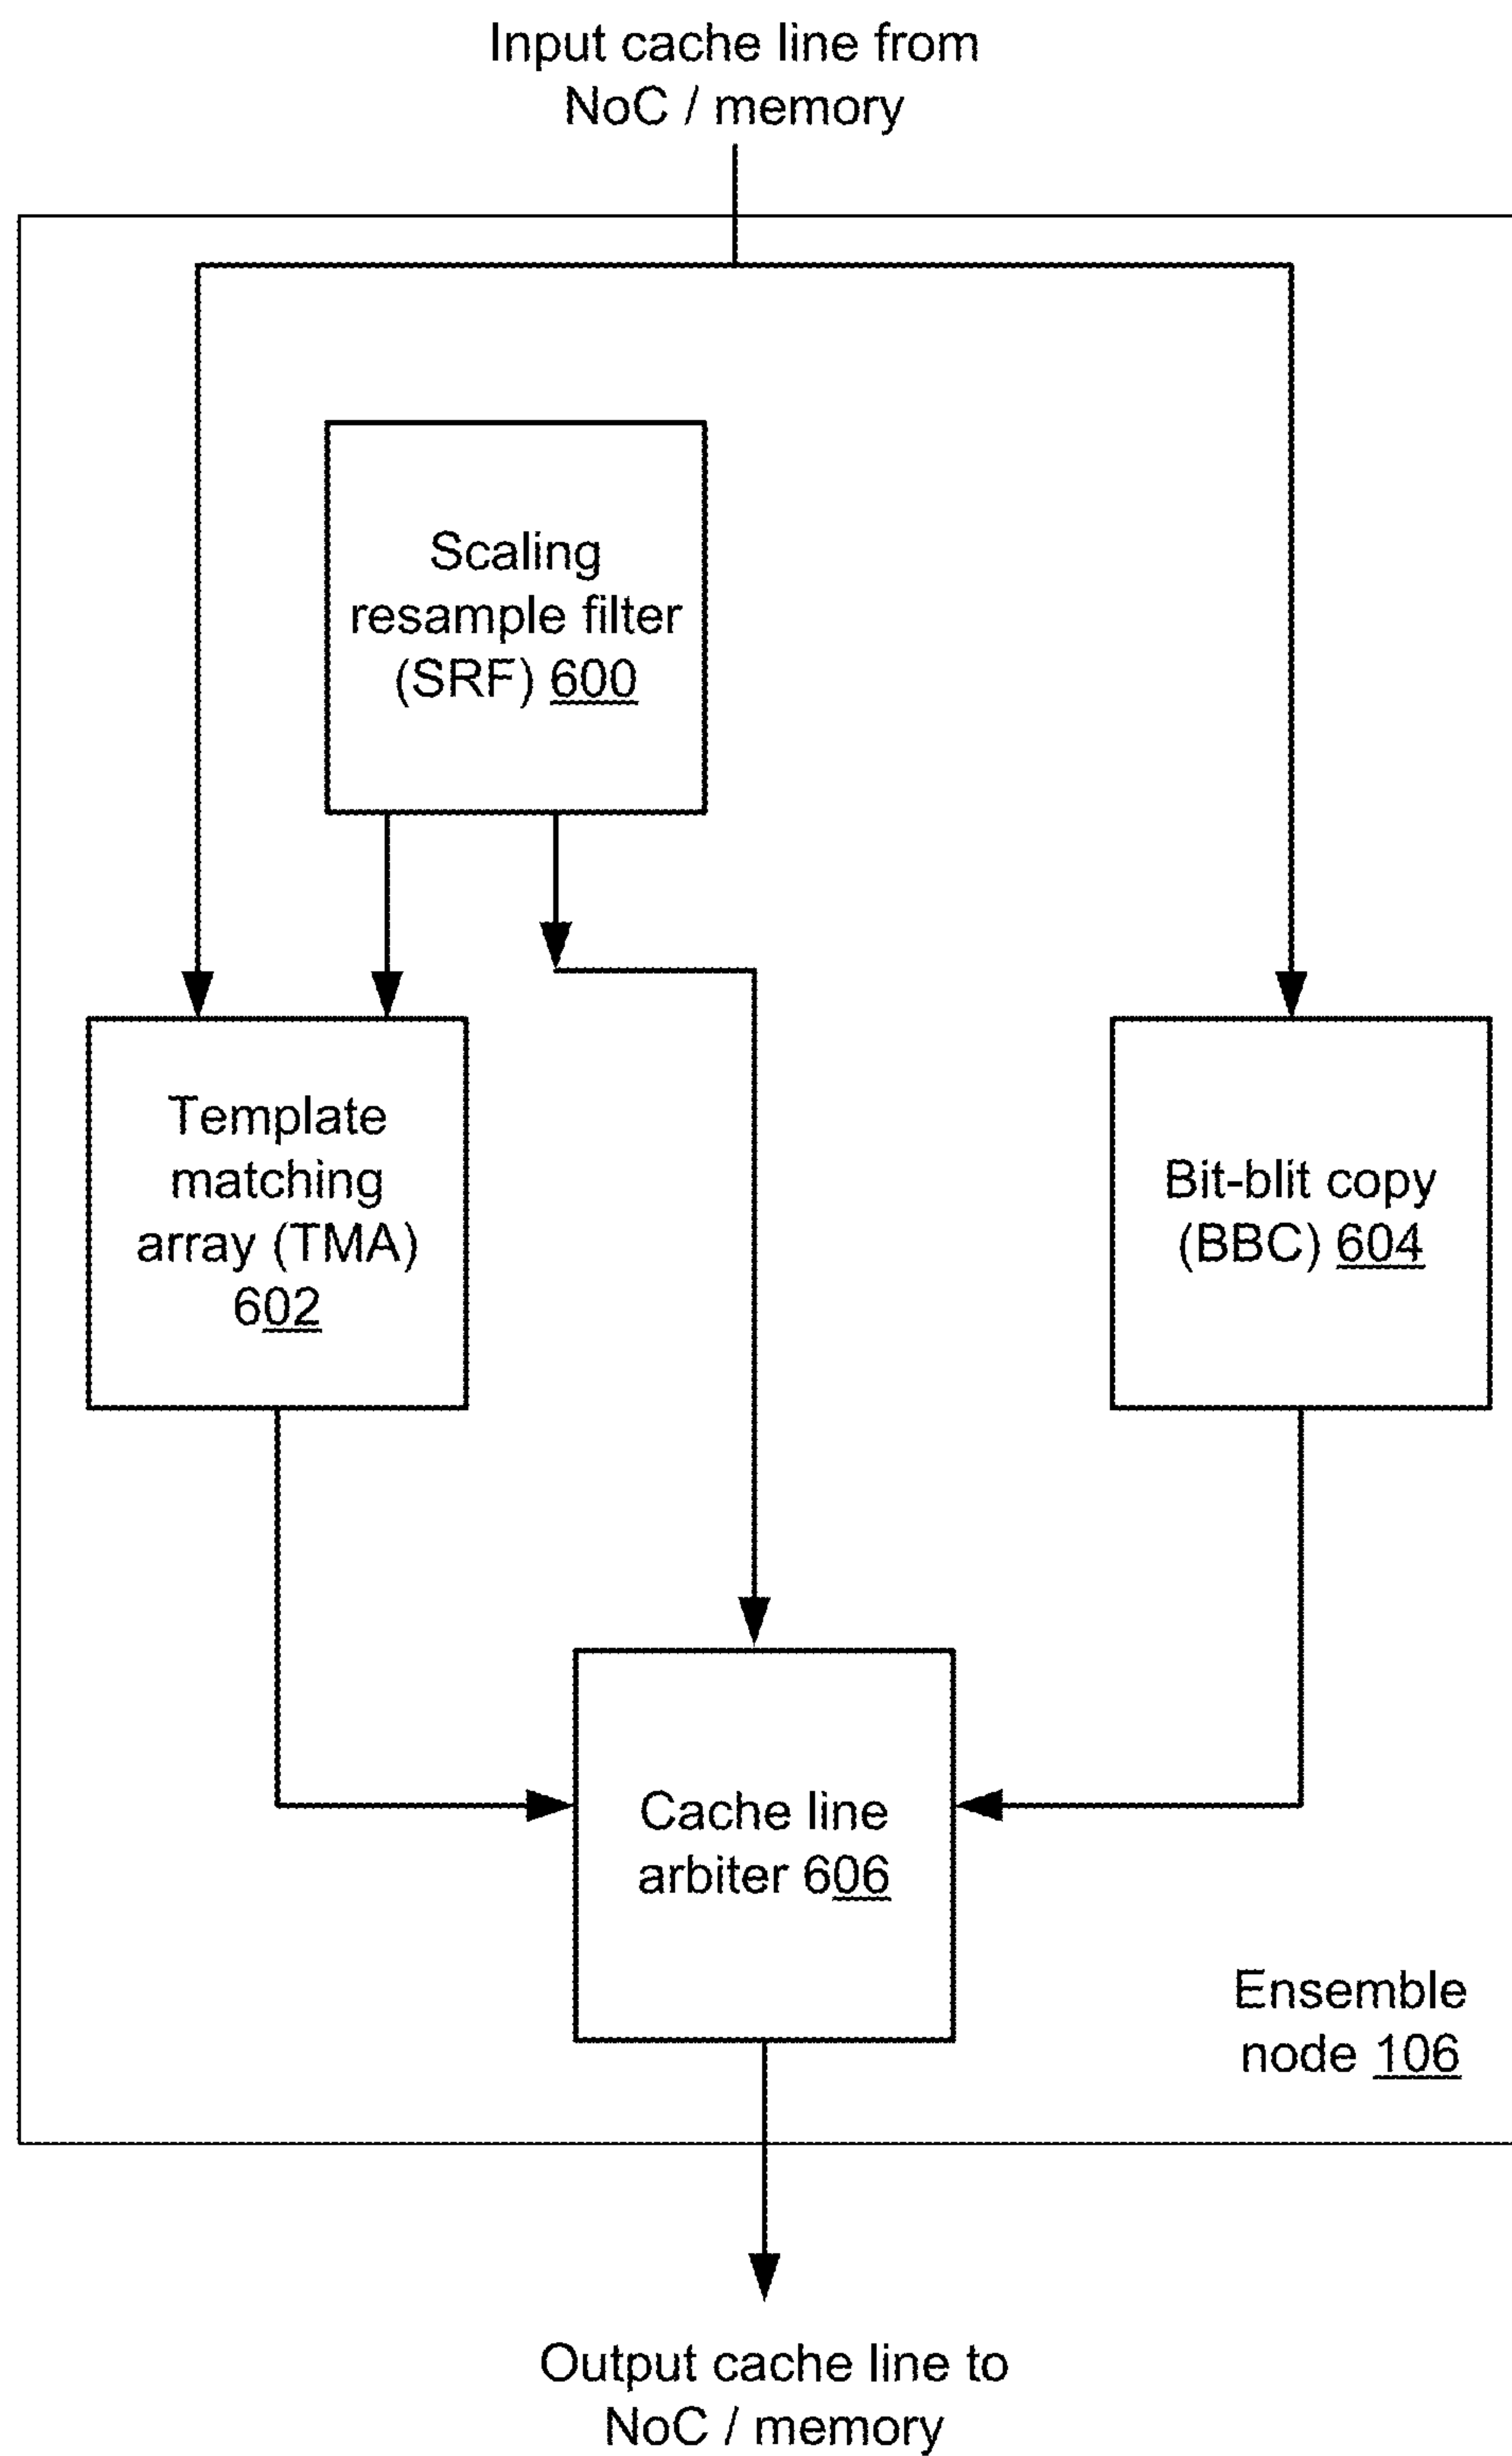 Input cache line from
NoC / memory
Scaling
resample filter
(SRF) 600
Template
matching
array (TMA)
602
Bit-blit copy
(BBC) 604
Cache line
arbiter 606
Ensemble
node 106
Output cache line to
NoC / memory